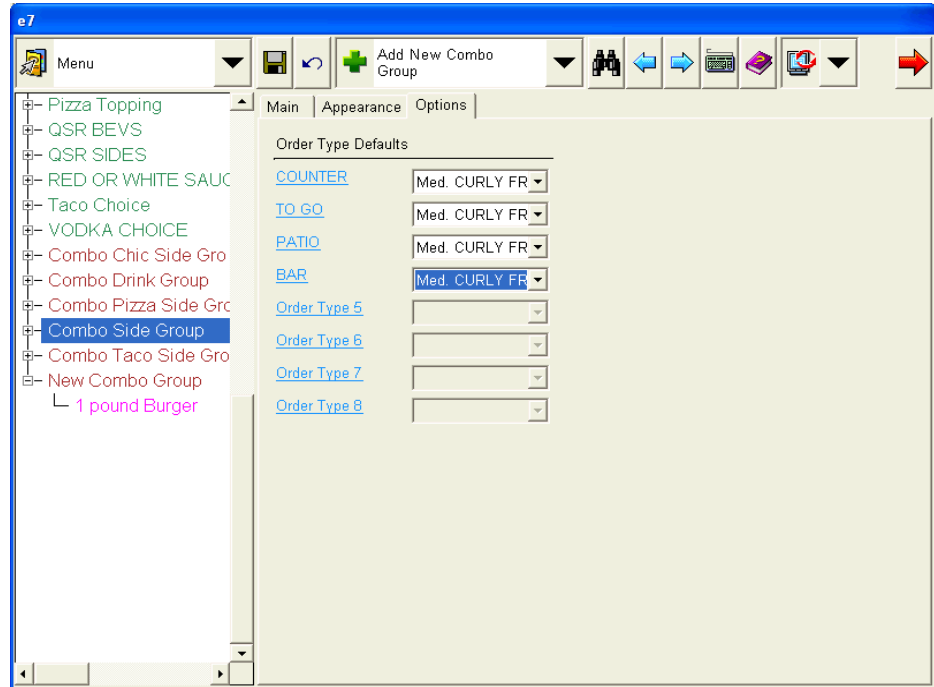 e7
Menu
Add New Combo
Group
Pizza Topping
QSR BEVS
QSR SIDES
RED OR WHITE SAUC
Taco Choice
VODKA CHOICE
Combo Chic Side Gro
Combo Drink Group
Combo Pizza Side Grc
Combo Side Group
Combo Taco Side Gro
New Combo Group
1 pound Burger
Main Appearance Options
Order Type Defaults
COUNTER Med. CURLY FR
TO GO Med. CURLY FR
PATIO Med. CURLY FR
BAR Med. CURLY FR
Order Type 5
Order Type 6
Order Type 7
Order Type 8